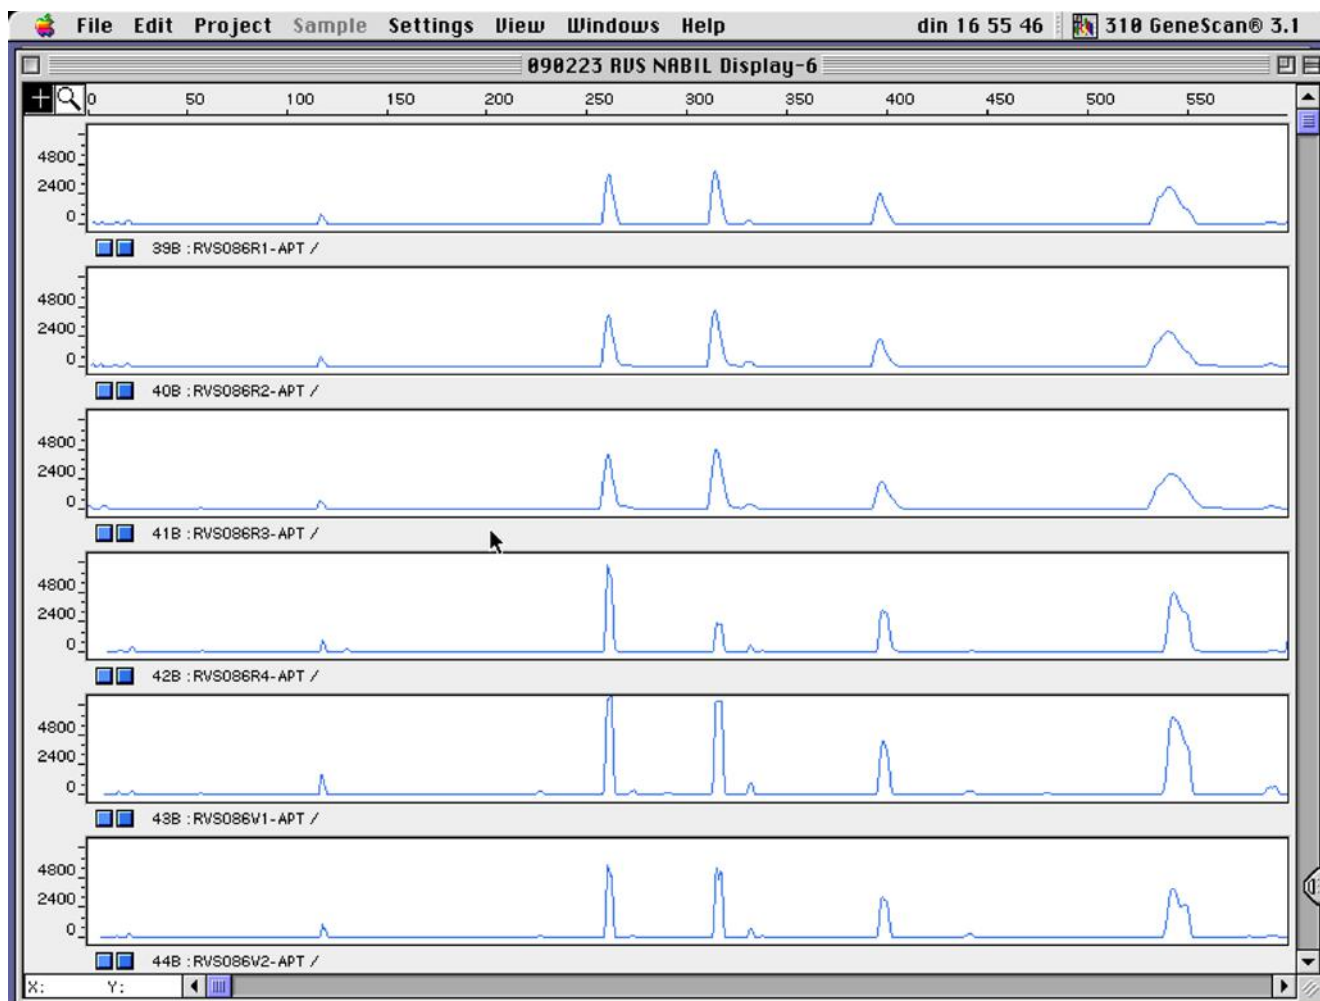 File Edit Project Sample Settings View Windows Help din 16 55 46 310 GeneScan® 3.1
090223 RVS NABIL Display-6
0 50 100 150 200 250 300 350 400 450 500 550
4800
2400
0
39B : RVS086R1-APT /
4800
2400
0
40B : RVS086R2-APT /
4800
2400
0
41B : RVS086R3-APT /
4800
2400
0
42B : RVS086R4-APT /
4800
2400
0
43B : RVS086V1-APT /
4800
2400
0
44B : RVS086V2-APT /
X: Y: